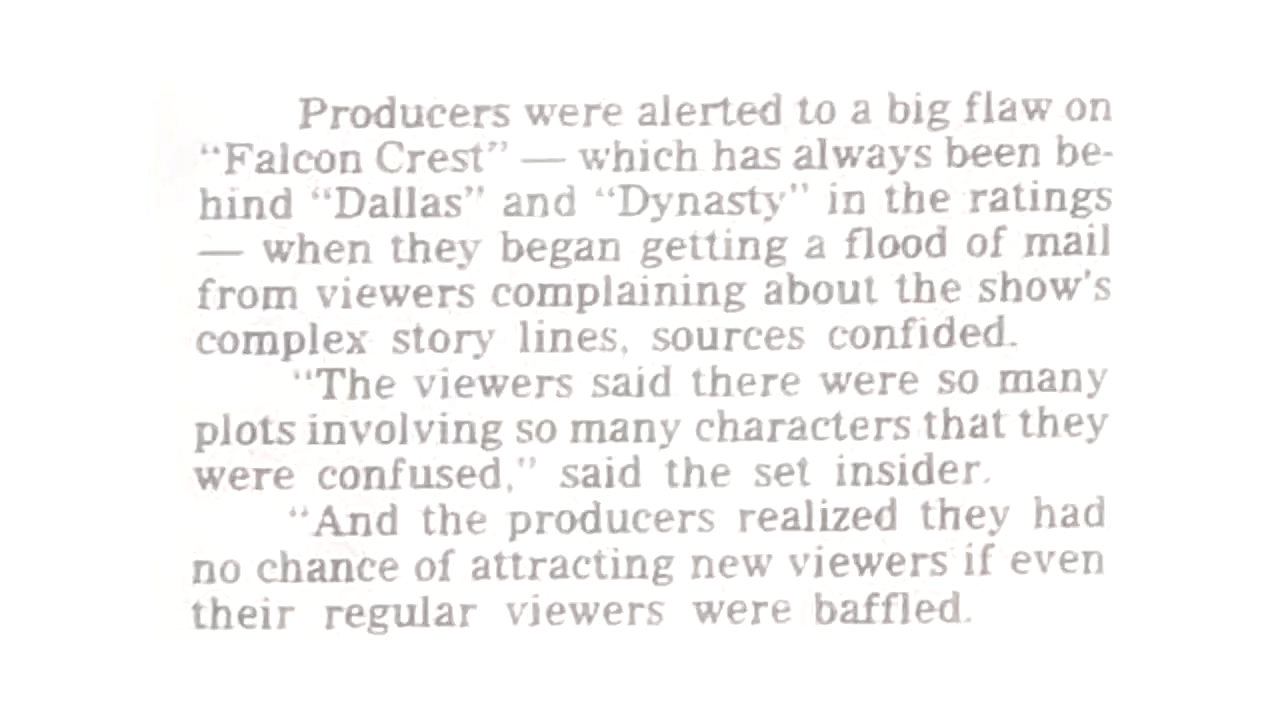 Producers were alerted to a big flaw on
“Falcon Crest” — which has always been be-
hind “Dallas” and “Dynasty” in the ratings
— when they began getting a flood of mail
from viewers complaining about the show's
complex story lines, sources confided.
“The viewers said there were so many
plots involving so many characters that they
were confused,” said the set insider.
“And the producers realized they had
no chance of attracting new viewers if even
their regular viewers were baffled.